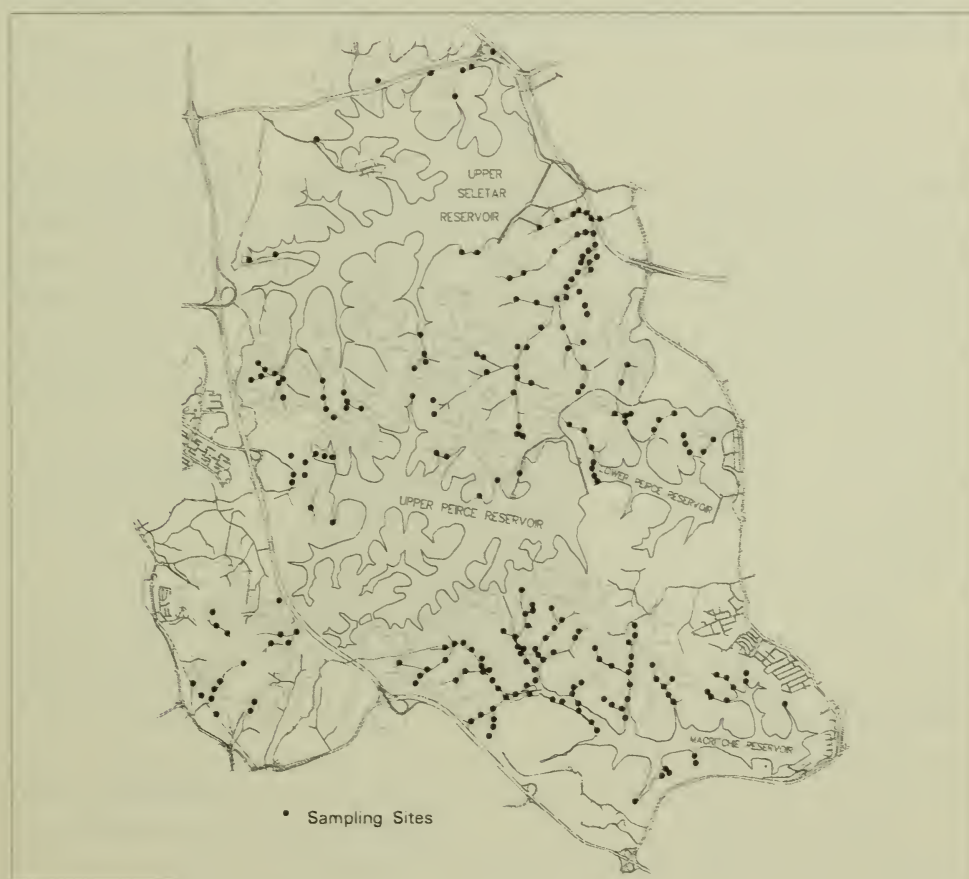 UPPER
SELETAR
RESERVOIR
LOWER PEIRCE RESERVOIR
UPPER PEIRCE RESERVOIR
MACRITCHIE RESERVOIR
Sampling Sites